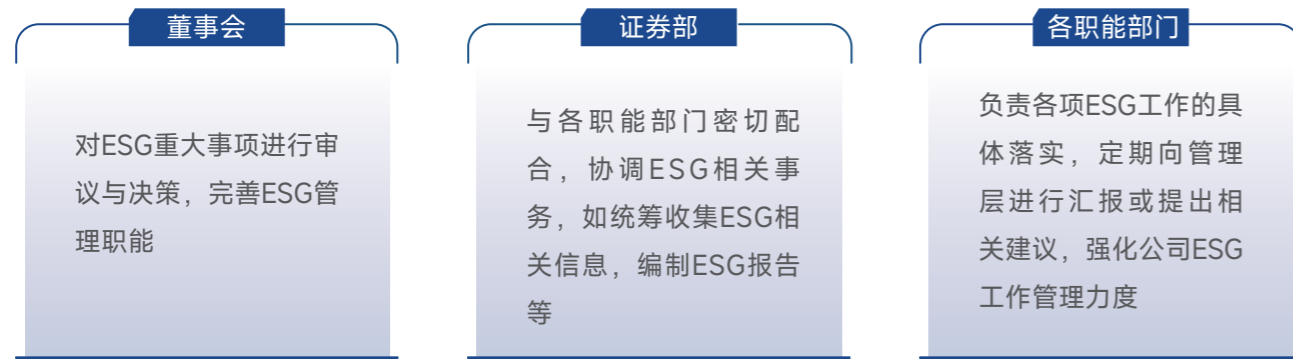 董事会
对ESG重大事项进行审
议与决策，完善ESG管
理职能
证券部
与各职能部门密切配
合，协调ESG相关事
务，如统筹收集ESG相
关信息，编制ESG报告
等
各职能部门
负责各项ESG工作的具
体落实，定期向管理
层进行汇报或提出相
关建议，强化公司ESG
工作管理力度